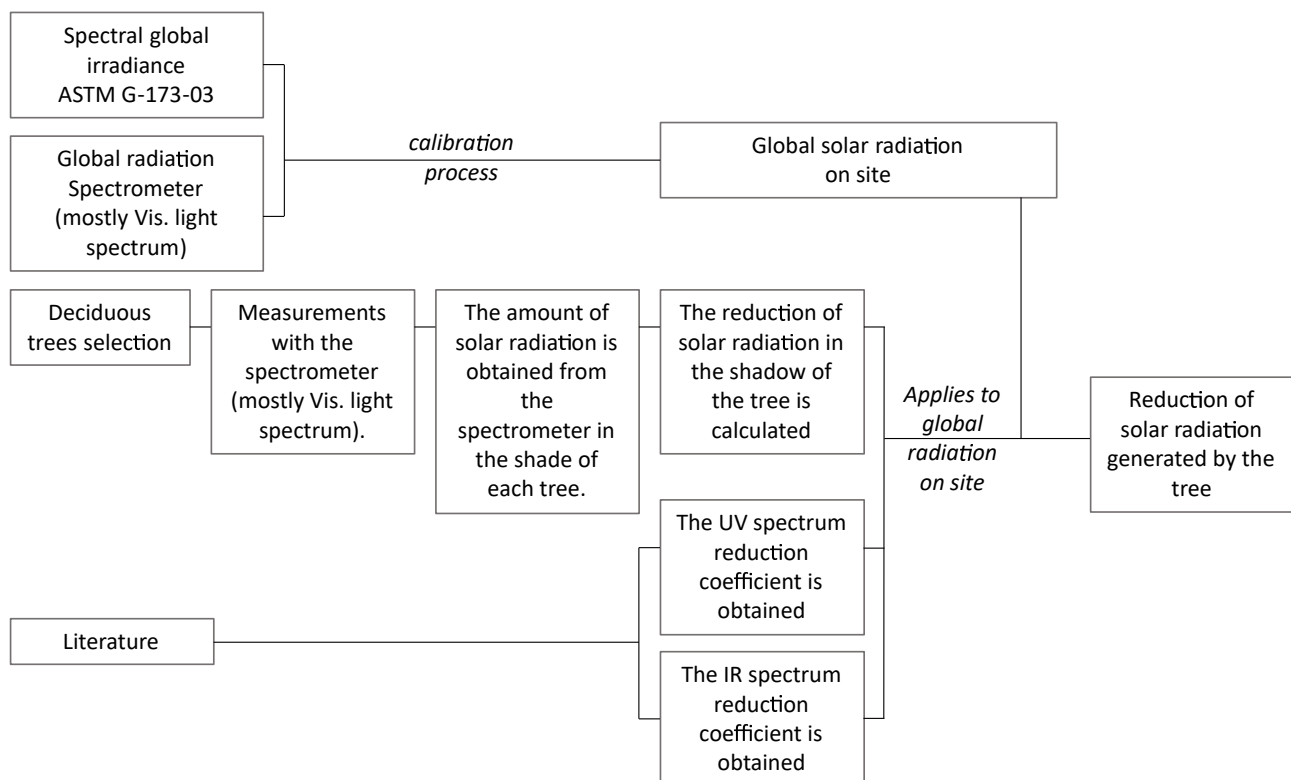 Spectral global
irradiance
ASTM G-173-03
Global radiation
Spectrometer
(mostly Vis. light
spectrum)
calibration
process
Global solar radiation
on site
Deciduous
trees selection
Measurements
with the
spectrometer
(mostly Vis. light
spectrum).
The amount of
solar radiation is
obtained from
the
spectrometer in
the shade of
each tree.
The reduction of
solar radiation in
the shadow of
the tree is
calculated
Applies to
global
radiation
on site
Reduction of
solar radiation
generated by the
tree
The UV spectrum
reduction
coefficient is
obtained
Literature
The IR spectrum
reduction
coefficient is
obtained